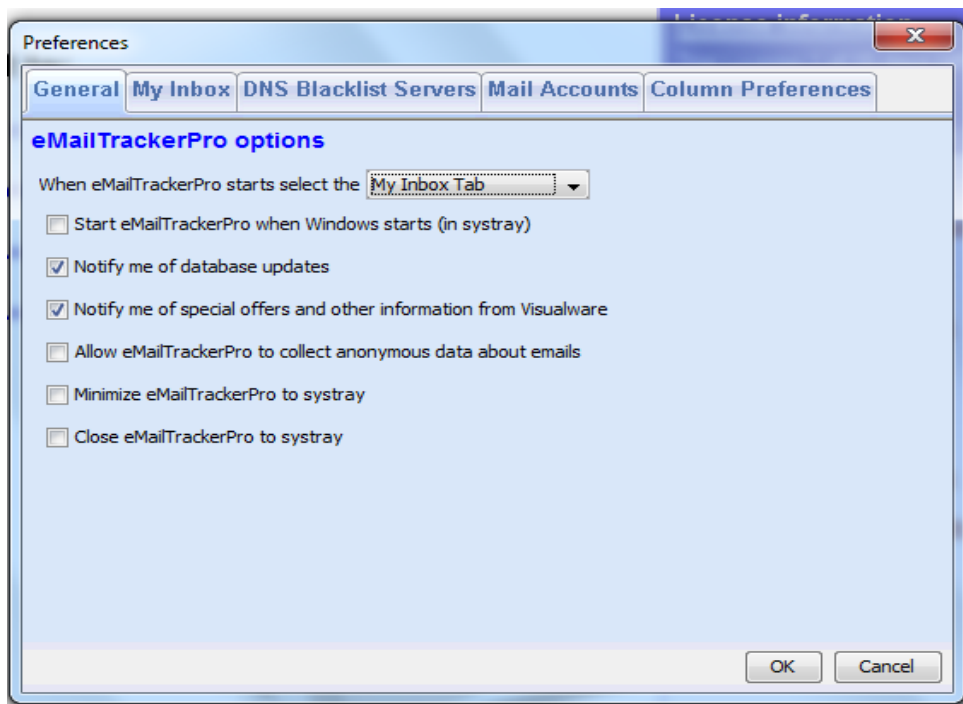 License information
Preferences
General My Inbox DNS Blacklist Servers Mail Accounts Column Preferences
eMailTrackerPro options
When eMailTrackerPro starts select the My Inbox Tab
Start eMailTrackerPro when Windows starts (in systray)
Notify me of database updates
Notify me of special offers and other information from Visualware
Allow eMailTrackerPro to collect anonymous data about emails
Minimize eMailTrackerPro to systray
Close eMailTrackerPro to systray
OK Cancel